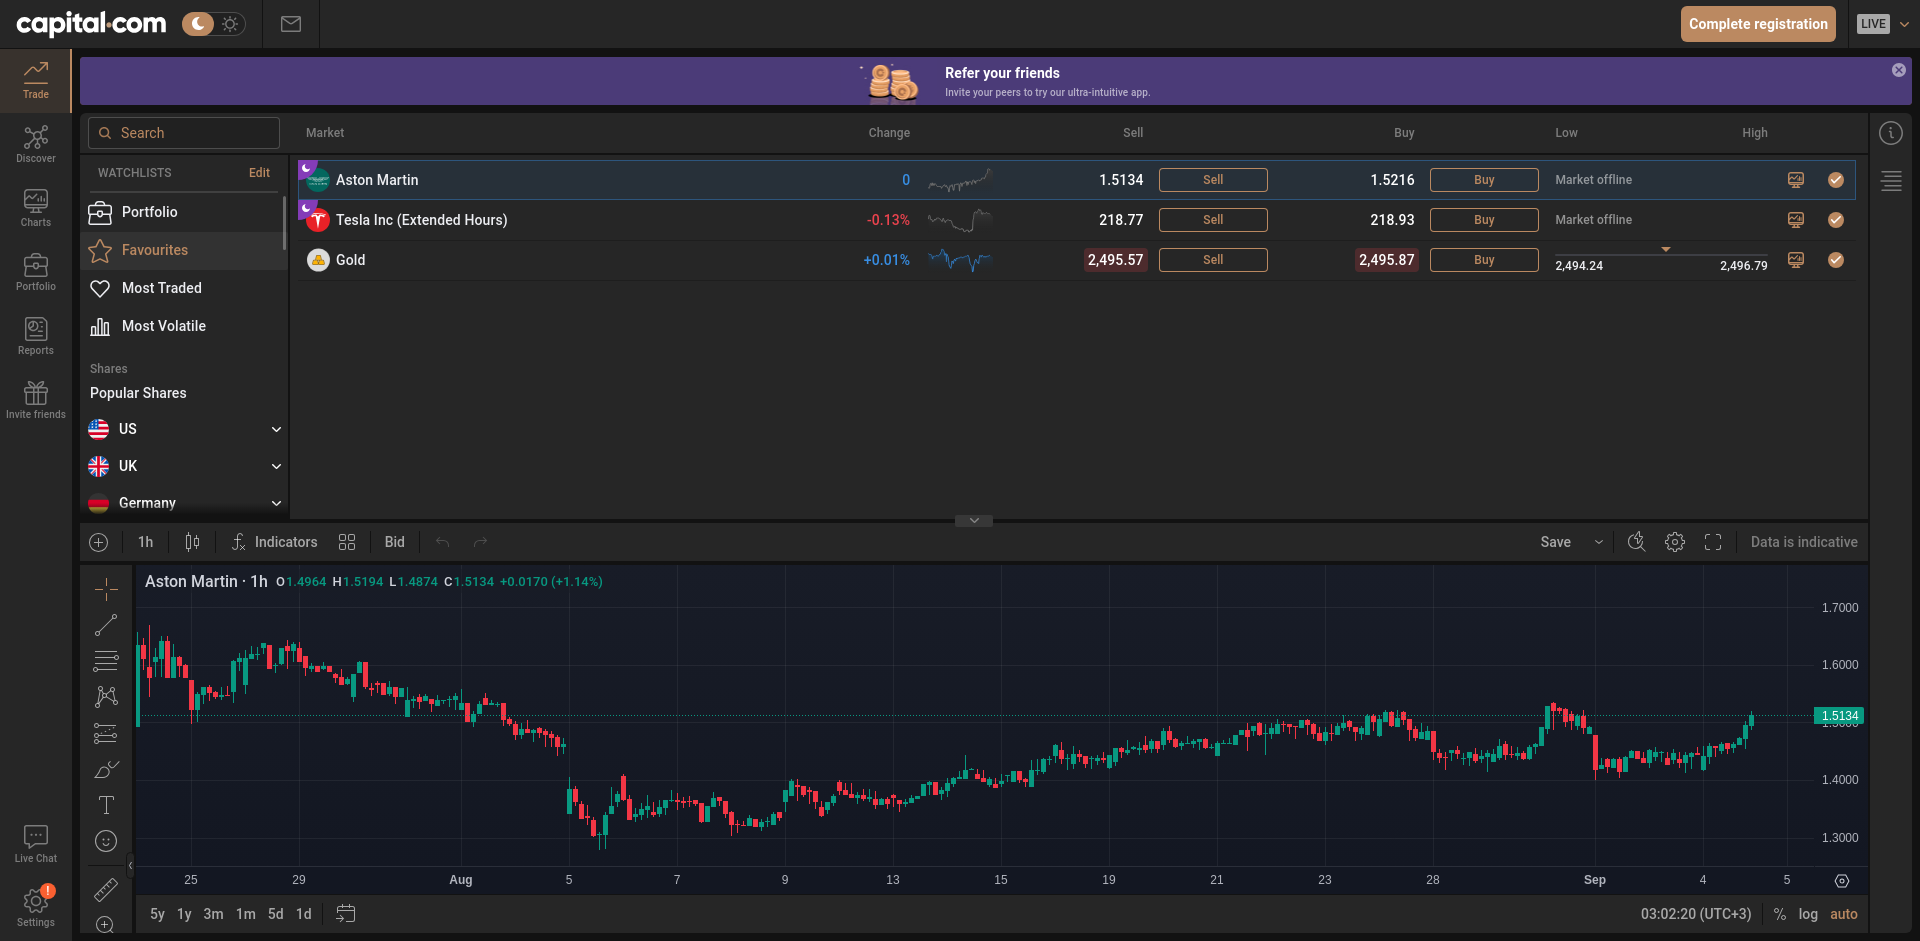 capital.com
Complete registration
LIVE
Trade
Discover
Charts
Portfolio
Reports
Invite friends
Live Chat
!
Settings
Refer your friends
Invite your peers to try our ultra-intuitive app.
Search
WATCHLISTS Edit
Portfolio
Favourites
Most Traded
Most Volatile
Shares
Popular Shares
US
UK
Germany
Market Change Sell Buy Low High
Aston Martin 0 1.5134 Sell 1.5216 Buy Market offline
Tesla Inc (Extended Hours) -0.13% 218.77 Sell 218.93 Buy Market offline
Gold +0.01% 2,495.57 Sell 2,495.87 Buy 2,494.24 2,496.79
1h Indicators Bid Save Data is indicative
Aston Martin · 1h O1.4964 H1.5194 L1.4874 C1.5134 +0.0170 (+1.14%)
1.7000
1.6000
1.5134
1.4000
1.3000
25 29 Aug 5 7 9 13 15 19 21 23 28 Sep 4 5
5y 1y 3m 1m 5d 1d 03:02:20 (UTC+3) % log auto